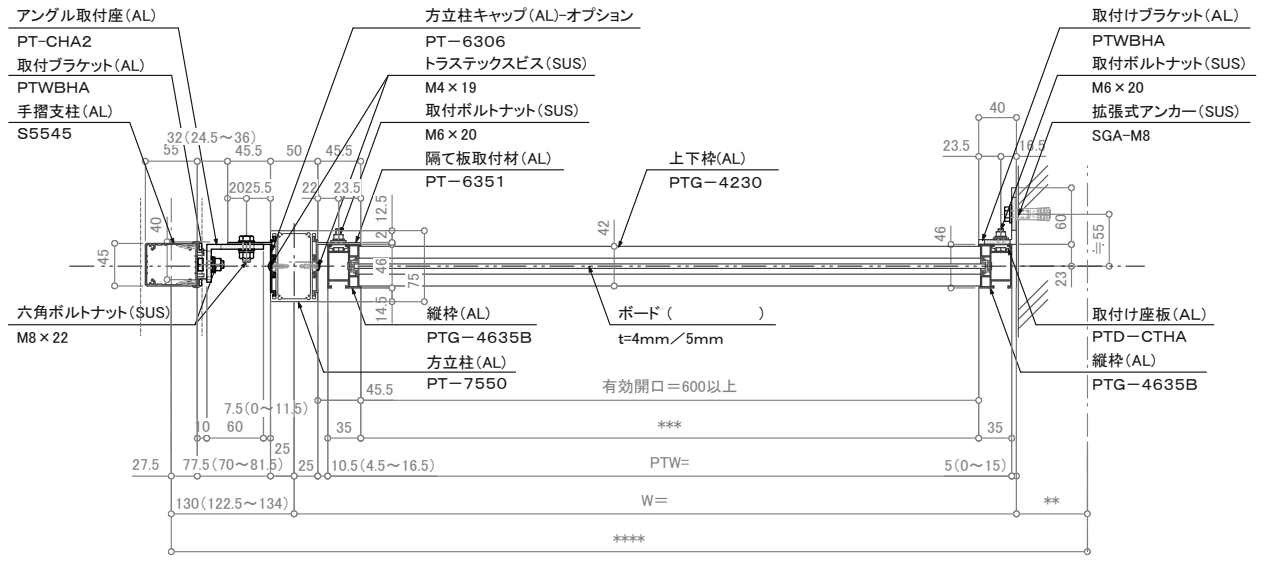 アングル取付座(AL)
PT-CHA2
取付ブラケット(AL)
PTWBHA
手摺支柱(AL)
S5545
方立柱キャップ(AL)-オプション
PT−6306
トラステックスビス(SUS)
M4×19
取付ボルトナット(SUS)
M6×20
隔て板取付材(AL)
PT−6351
上下枠(AL)
PTG−4230
取付けブラケット(AL)
PTWBHA
取付ボルトナット(SUS)
M6×20
拡張式アンカー(SUS)
SGA-M8
32(24.5〜36)
55
45.5
50
45.5
2025.5
22
23.5
12.5
2
46
75
14.5
40
45
42
46
40
23.5
16.5
60
23
≒55
六角ボルトナット(SUS)
M8×22
縦枠(AL)
PTG−4635B
方立柱(AL)
PT−7550
ボード (　　　　　　)
t=4mm/5mm
取付け座板(AL)
PTD−CTHA
縦枠(AL)
PTG−4635B
45.5
有効開口=600以上
7.5(0〜11.5)
10
60
25
35
***
35
27.5
77.5(70〜81.5)
25
10.5(4.5〜16.5)
PTW=
5(0〜15)
130(122.5〜134)
W=
**
****